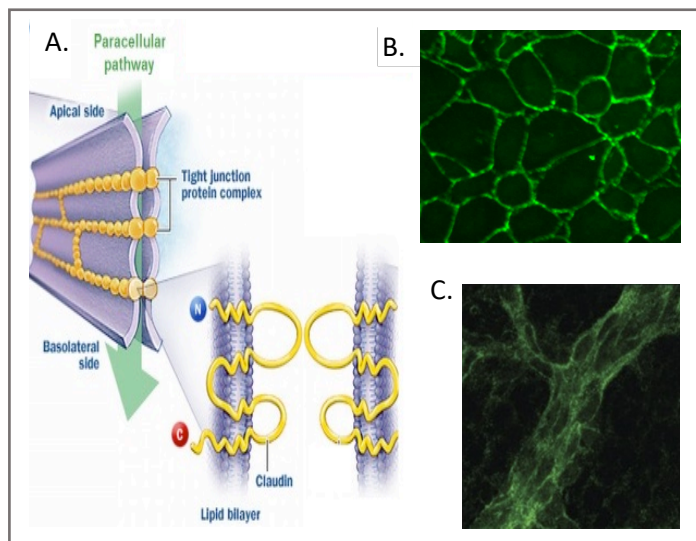 A.
Paracellular
pathway
Apical side
Tight junction
protein complex
Basolateral
side
N
C
Claudin
Lipid bilayer
B.
C.